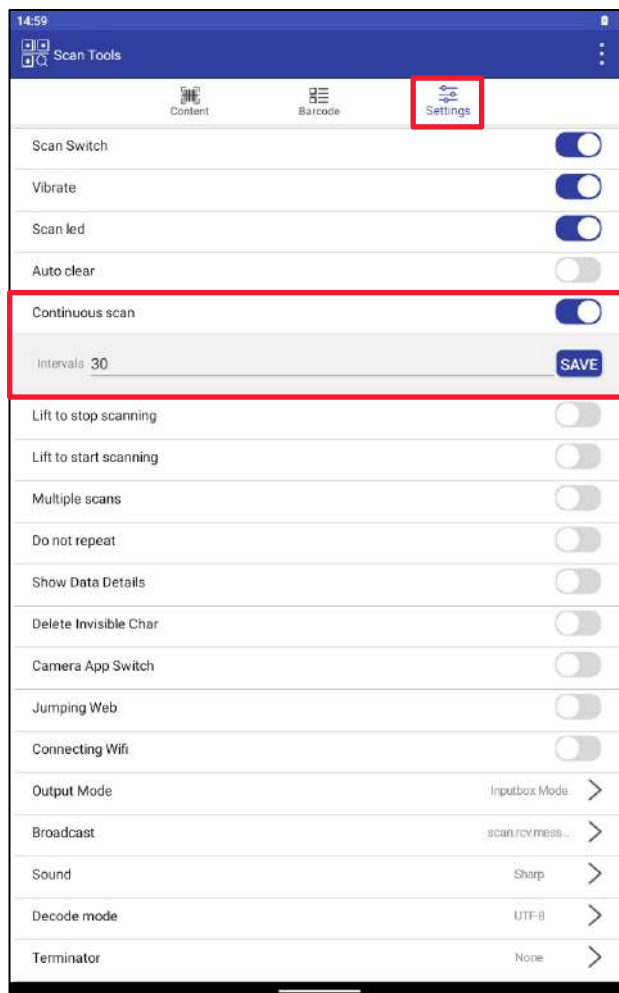 14:59
Scan Tools
Content Barcode Settings
Scan Switch
Vibrate
Scan led
Auto clear
Continuous scan
Intervals 30 SAVE
Lift to stop scanning
Lift to start scanning
Multiple scans
Do not repeat
Show Data Details
Delete Invisible Char
Camera App Switch
Jumping Web
Connecting Wifi
Output Mode Inputbox Mode
Broadcast scan.rcv.mess...
Sound Sharp
Decode mode UTF-8
Terminator None